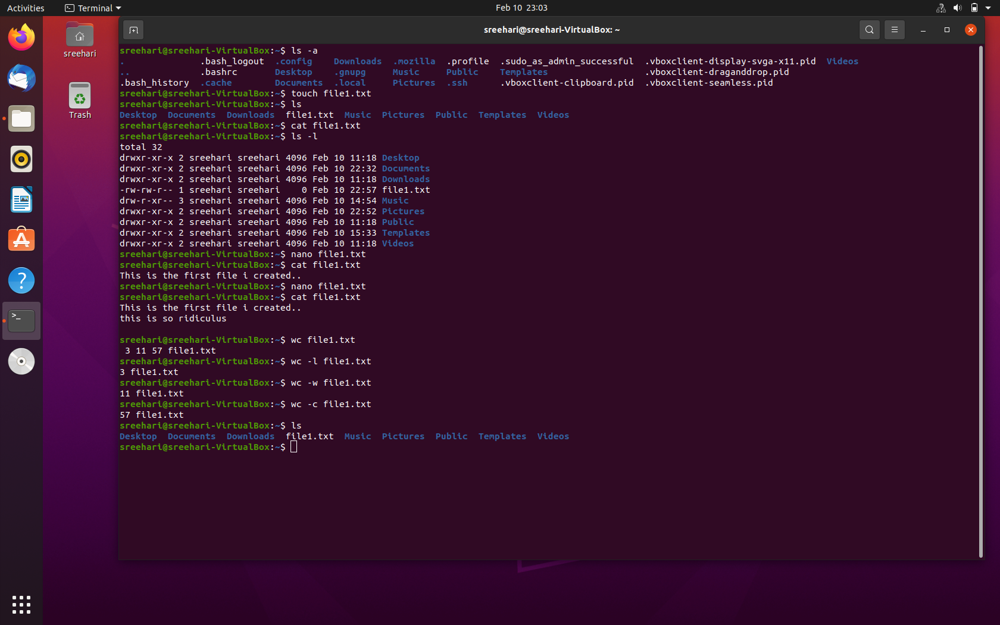 Activities Terminal Feb 10 23:03
sreehari
Trash
sreehari@sreehari-VirtualBox: ~
sreehari@sreehari-VirtualBox:~$ ls -a
. .bash_logout .config Downloads .mozilla .profile .sudo_as_admin_successful .vboxclient-display-svga-x11.pid Videos
.. .bashrc Desktop .gnupg Music Public Templates .vboxclient-draganddrop.pid
.bash_history .cache Documents .local Pictures .ssh .vboxclient-clipboard.pid .vboxclient-seamless.pid
sreehari@sreehari-VirtualBox:~$ touch file1.txt
sreehari@sreehari-VirtualBox:~$ ls
Desktop Documents Downloads file1.txt Music Pictures Public Templates Videos
sreehari@sreehari-VirtualBox:~$ cat file1.txt
sreehari@sreehari-VirtualBox:~$ ls -l
total 32
drwxr-xr-x 2 sreehari sreehari 4096 Feb 10 11:18 Desktop
drwxr-xr-x 2 sreehari sreehari 4096 Feb 10 22:32 Documents
drwxr-xr-x 2 sreehari sreehari 4096 Feb 10 11:18 Downloads
-rw-rw-r-- 1 sreehari sreehari 0 Feb 10 22:57 file1.txt
drw-r-xr-- 3 sreehari sreehari 4096 Feb 10 14:54 Music
drwxr-xr-x 2 sreehari sreehari 4096 Feb 10 22:52 Pictures
drwxr-xr-x 2 sreehari sreehari 4096 Feb 10 11:18 Public
drwxr-xr-x 2 sreehari sreehari 4096 Feb 10 15:33 Templates
drwxr-xr-x 2 sreehari sreehari 4096 Feb 10 11:18 Videos
sreehari@sreehari-VirtualBox:~$ nano file1.txt
sreehari@sreehari-VirtualBox:~$ cat file1.txt
This is the first file i created..
sreehari@sreehari-VirtualBox:~$ nano file1.txt
sreehari@sreehari-VirtualBox:~$ cat file1.txt
This is the first file i created..
this is so ridiculus
sreehari@sreehari-VirtualBox:~$ wc file1.txt
3 11 57 file1.txt
sreehari@sreehari-VirtualBox:~$ wc -l file1.txt
3 file1.txt
sreehari@sreehari-VirtualBox:~$ wc -w file1.txt
11 file1.txt
sreehari@sreehari-VirtualBox:~$ wc -c file1.txt
57 file1.txt
sreehari@sreehari-VirtualBox:~$ ls
Desktop Documents Downloads file1.txt Music Pictures Public Templates Videos
sreehari@sreehari-VirtualBox:~$